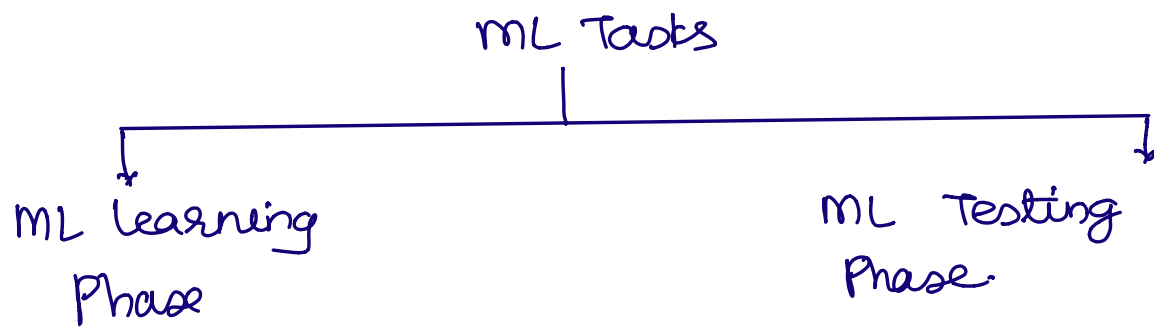 ML Tasks
ML Learning
Phase
ML Testing
Phase.